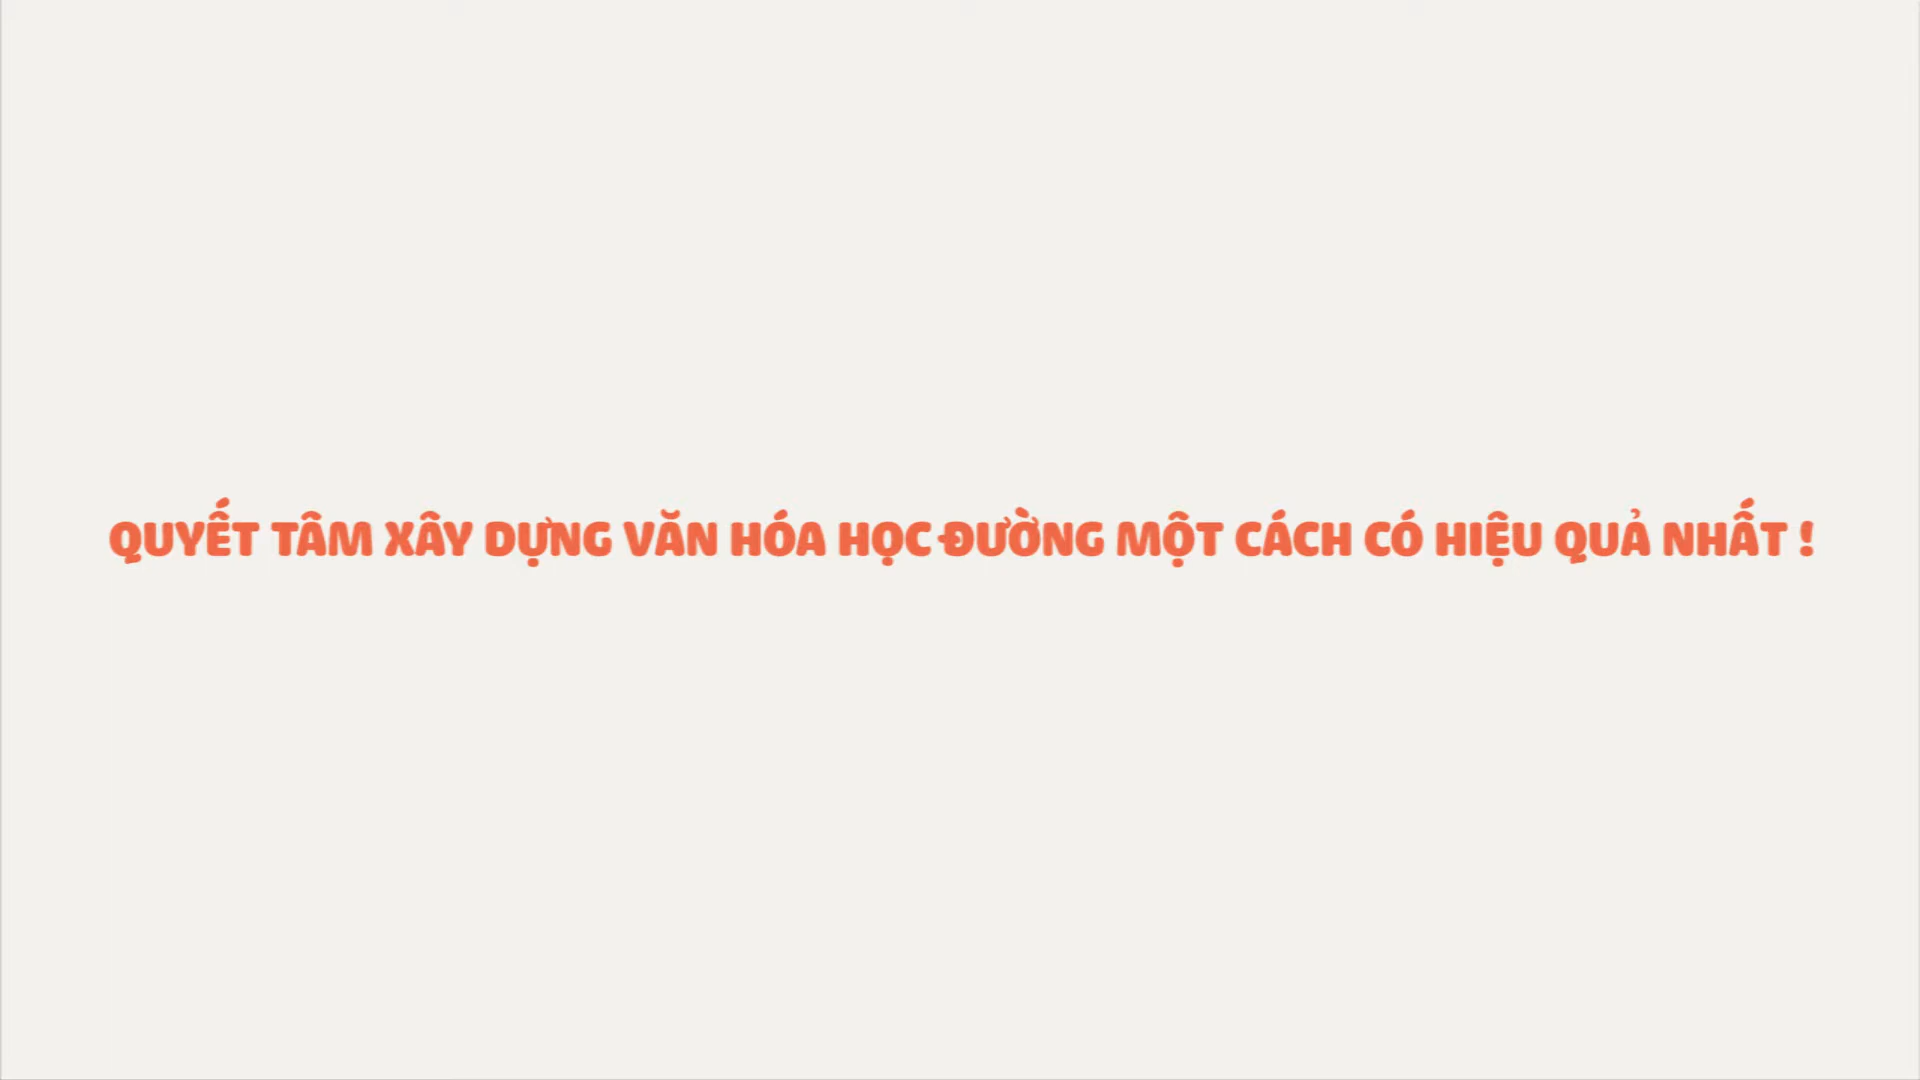 QUYẾT TÂM XÂY DỰNG VĂN HÓA HỌC ĐƯỜNG MỘT CÁCH CÓ HIỆU QUẢ NHẤT !